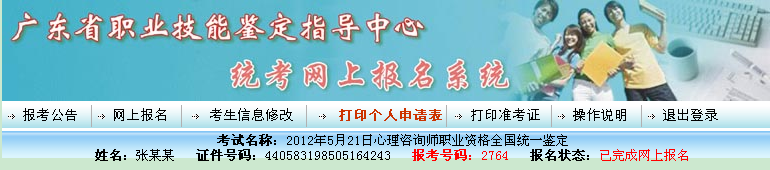 广东省职业技能鉴定指导中心
统考网上报名系统
报考公告 网上报名 考生信息修改 打印个人申请表 打印准考证 操作说明 退出登录
考试名称：2012年5月21日心理咨询师职业资格全国统一鉴定
姓名：张某某 证件号码：440583198505164243 报考号码：2764 报名状态：已完成网上报名